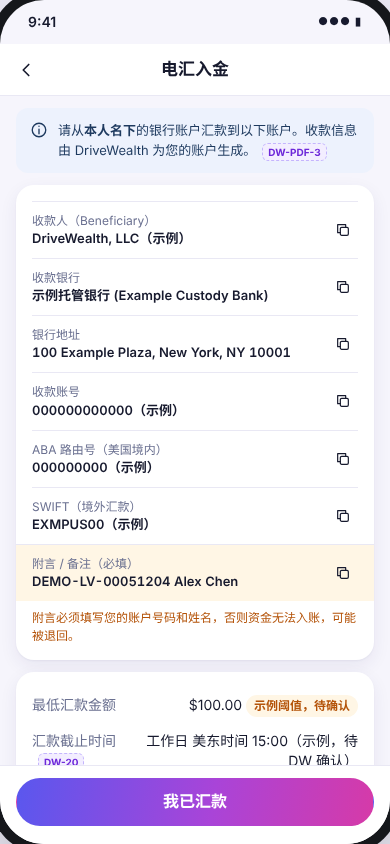 9:41
电汇入金
请从本人名下的银行账户汇款到以下账户。收款信息
由 DriveWealth 为您的账户生成。 DW-PDF-3
收款人（Beneficiary）
DriveWealth, LLC（示例）
收款银行
示例托管银行 (Example Custody Bank)
银行地址
100 Example Plaza, New York, NY 10001
收款账号
000000000000（示例）
ABA 路由号（美国境内）
000000000（示例）
SWIFT（境外汇款）
EXMPUS00（示例）
附言 / 备注（必填）
DEMO-LV-00051204 Alex Chen
附言必须填写您的账户号码和姓名，否则资金无法入账，可能
被退回。
最低汇款金额 $100.00 示例阈值，待确认
汇款截止时间 工作日 美东时间 15:00（示例，待
DW-20 DW 确认）
我已汇款